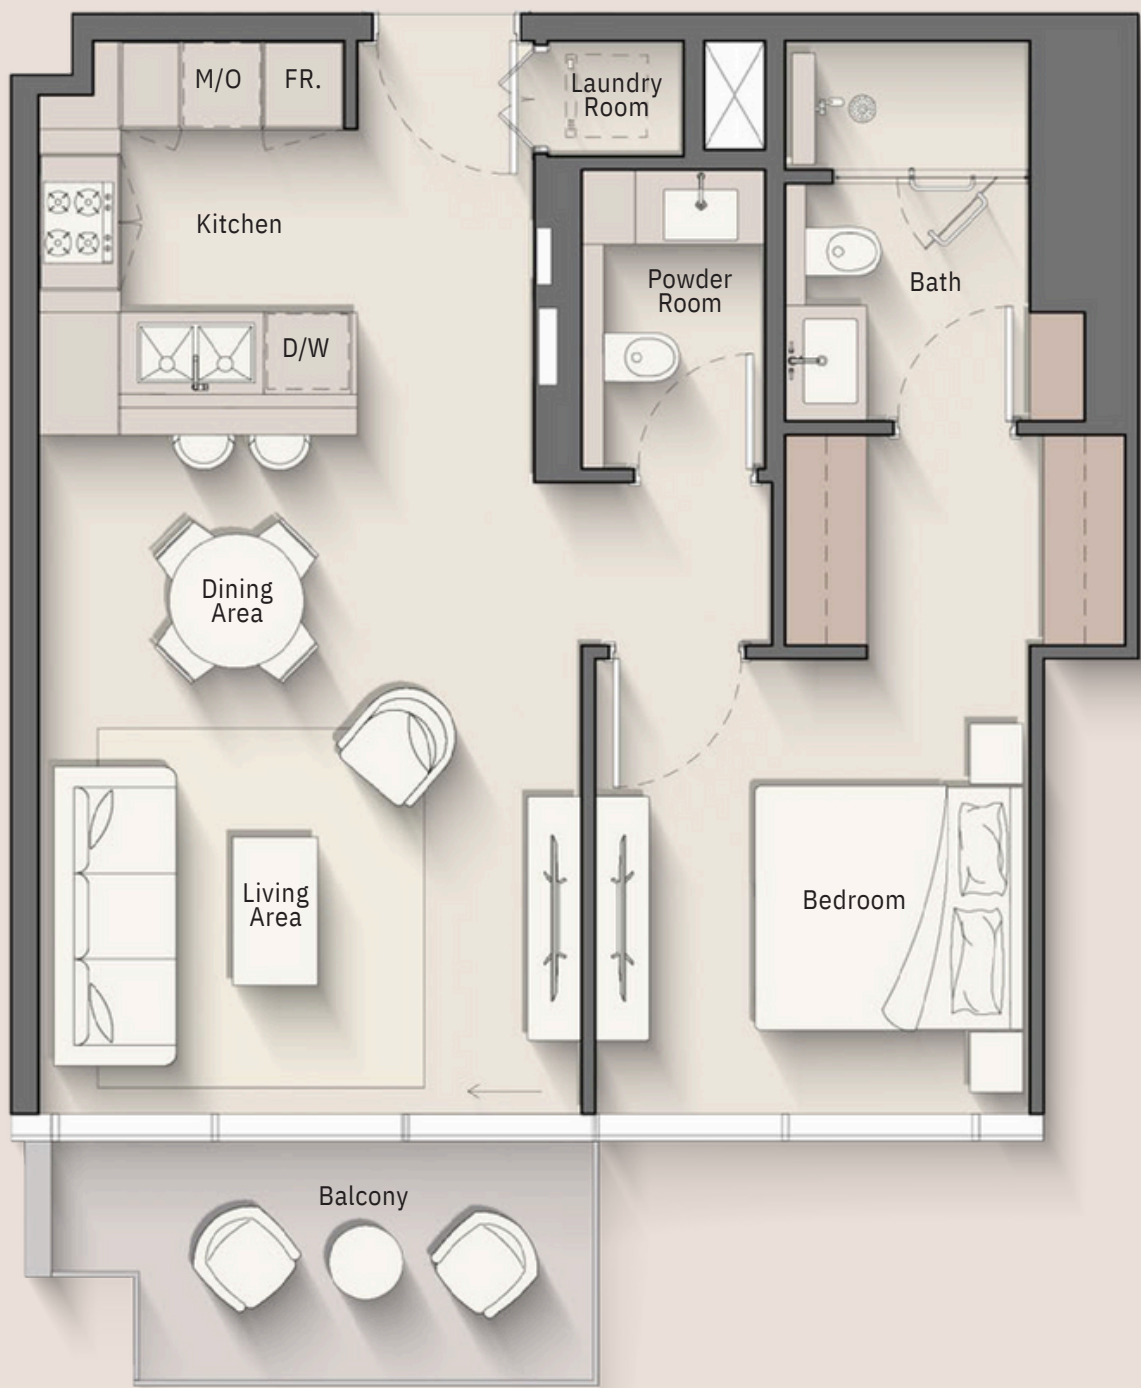 M/O
FR.
Laundry
Room
Kitchen
Powder
Room
Bath
D/W
Dining
Area
Living
Area
Bedroom
Balcony